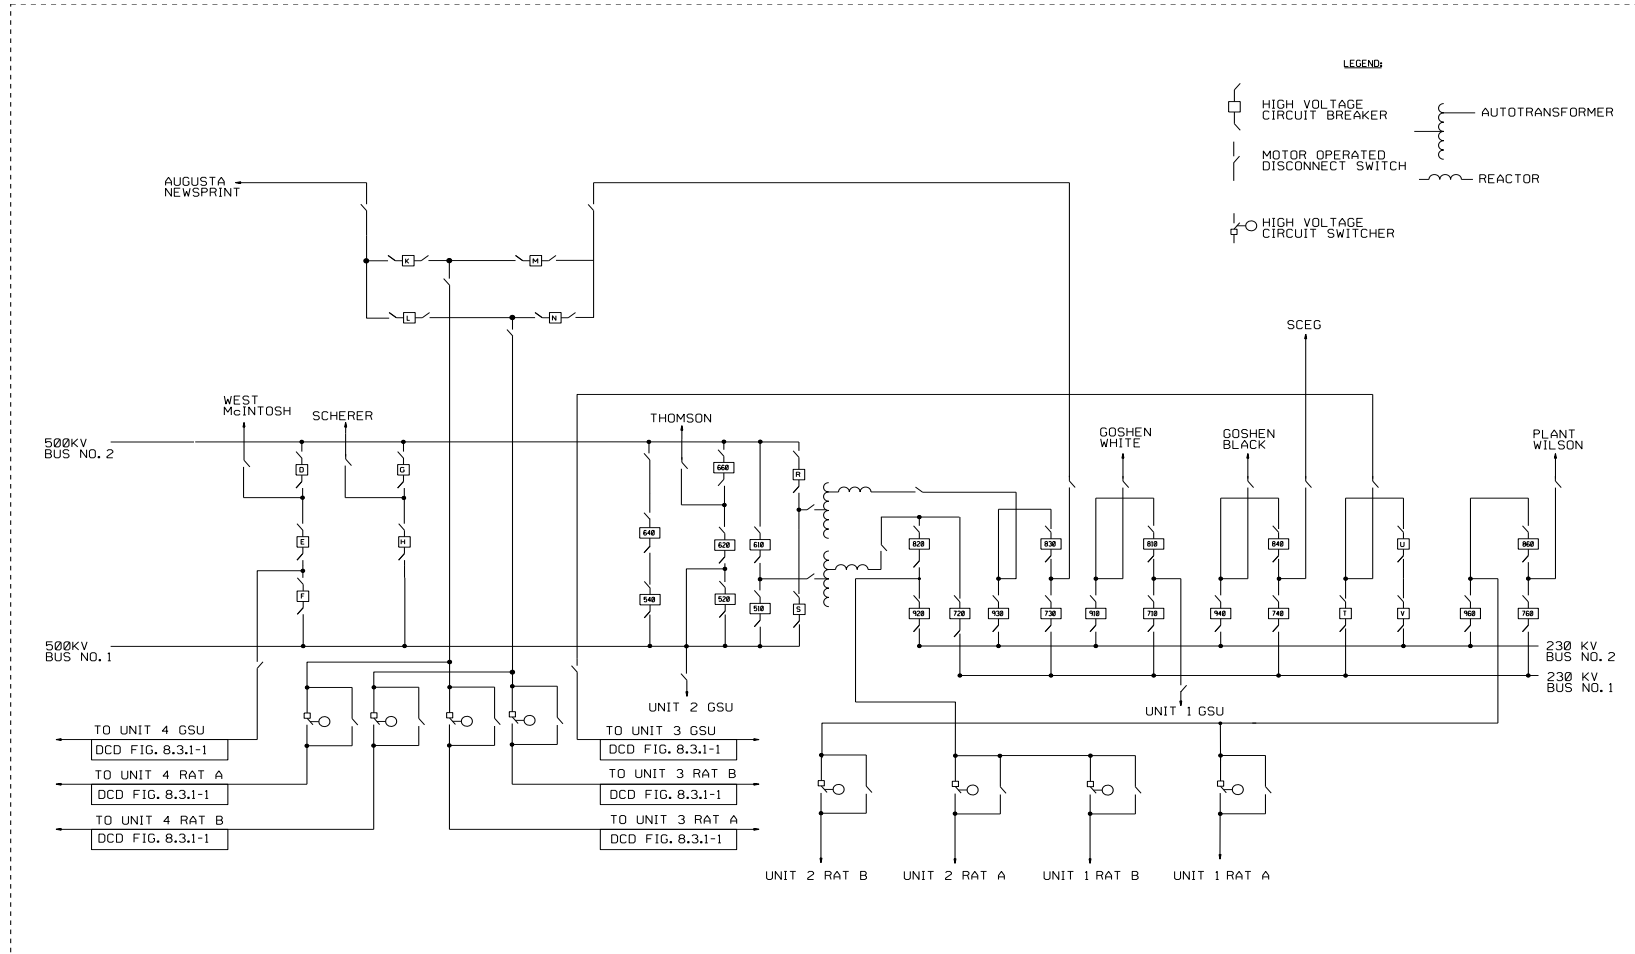 LEGEND:
HIGH VOLTAGE
CIRCUIT BREAKER
AUTOTRANSFORMER
MOTOR OPERATED
DISCONNECT SWITCH
REACTOR
HIGH VOLTAGE
CIRCUIT SWITCHER
AUGUSTA
NEWSPRINT
K
M
L
N
SCEG
WEST
McINTOSH
SCHERER
THOMSON
GOSHEN
WHITE
GOSHEN
BLACK
PLANT
WILSON
500KV
BUS NO. 2
D
G
660
R
E
H
640
620
610
820
830
810
840
U
860
F
540
520
510
S
920
720
930
730
910
710
940
740
T
V
960
760
500KV
BUS NO. 1
230 KV
BUS NO. 2
230 KV
BUS NO. 1
UNIT 2 GSU
UNIT 1 GSU
TO UNIT 4 GSU
DCD FIG. 8.3.1-1
TO UNIT 3 GSU
DCD FIG. 8.3.1-1
TO UNIT 4 RAT A
DCD FIG. 8.3.1-1
TO UNIT 3 RAT B
DCD FIG. 8.3.1-1
TO UNIT 4 RAT B
DCD FIG. 8.3.1-1
TO UNIT 3 RAT A
DCD FIG. 8.3.1-1
UNIT 2 RAT B
UNIT 2 RAT A
UNIT 1 RAT B
UNIT 1 RAT A